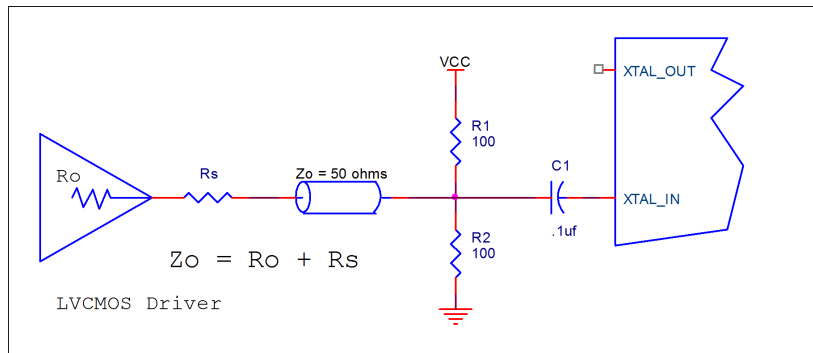 VCC
XTAL_OUT
R1
100
Ro
Rs
Zo = 50 ohms
C1
XTAL_IN
.1uf
R2
100
Zo = Ro + Rs
LVCMOS Driver